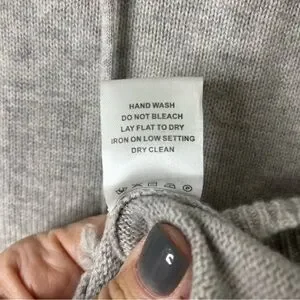 HAND WASH
DO NOT BLEACH
LAY FLAT TO DRY
IRON ON LOW SETTING
DRY CLEAN